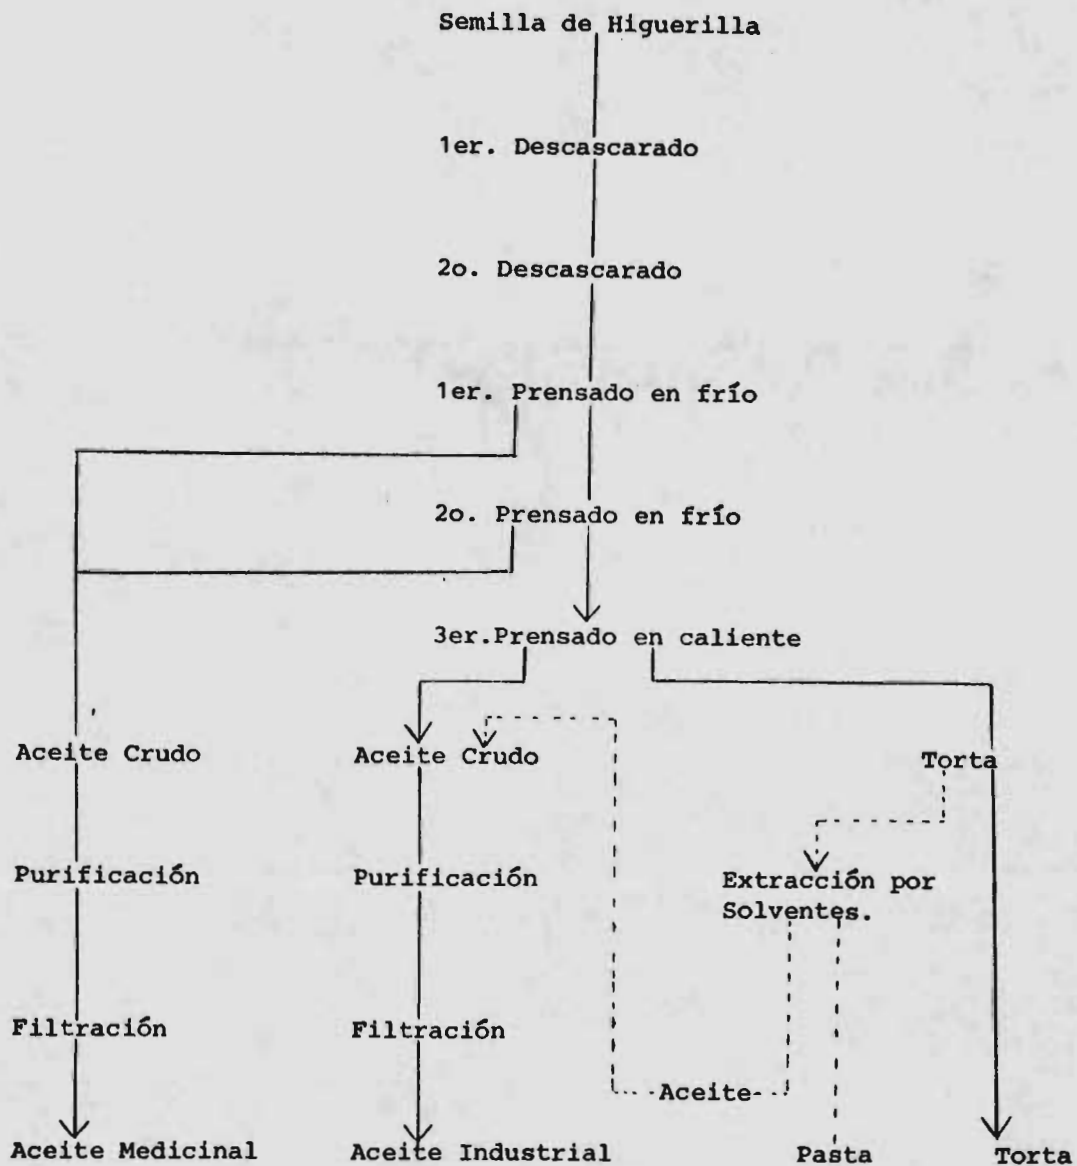 Semilla de Higuerilla
1er. Descascarado
2o. Descascarado
1er. Prensado en frío
2o. Prensado en frío
3er.Prensado en caliente
Aceite Crudo
Aceite Crudo
Torta
Purificación
Purificación
Extracción por
Solventes.
Filtración
Filtración
Aceite
Aceite Medicinal
Aceite Industrial
Pasta
Torta